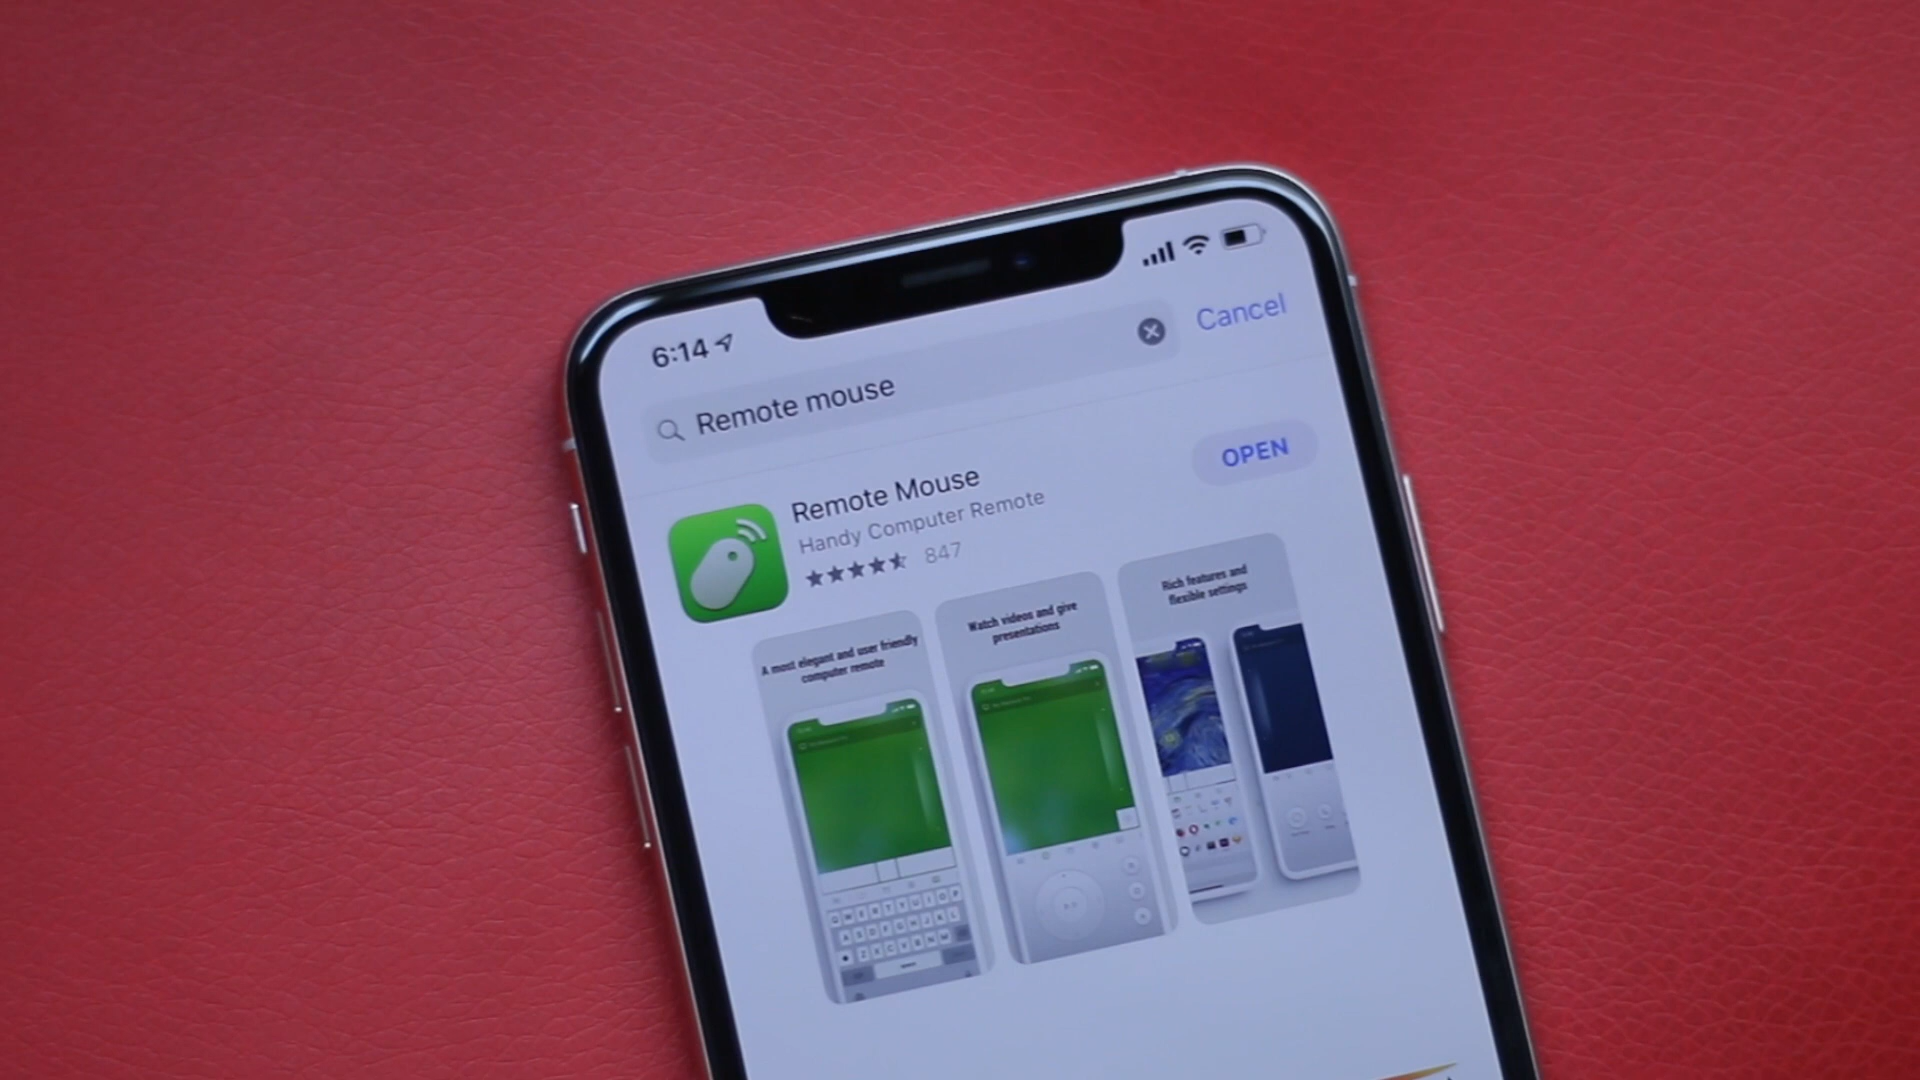 6:14
Remote mouse
Cancel
Remote Mouse
Handy Computer Remote
847
OPEN
A most elegant and user friendly
computer remote
Watch videos and give
presentations
Rich features and
flexible settings
Q W E R T Y U I O P
A S D F G H J K L
Z X C V B N M